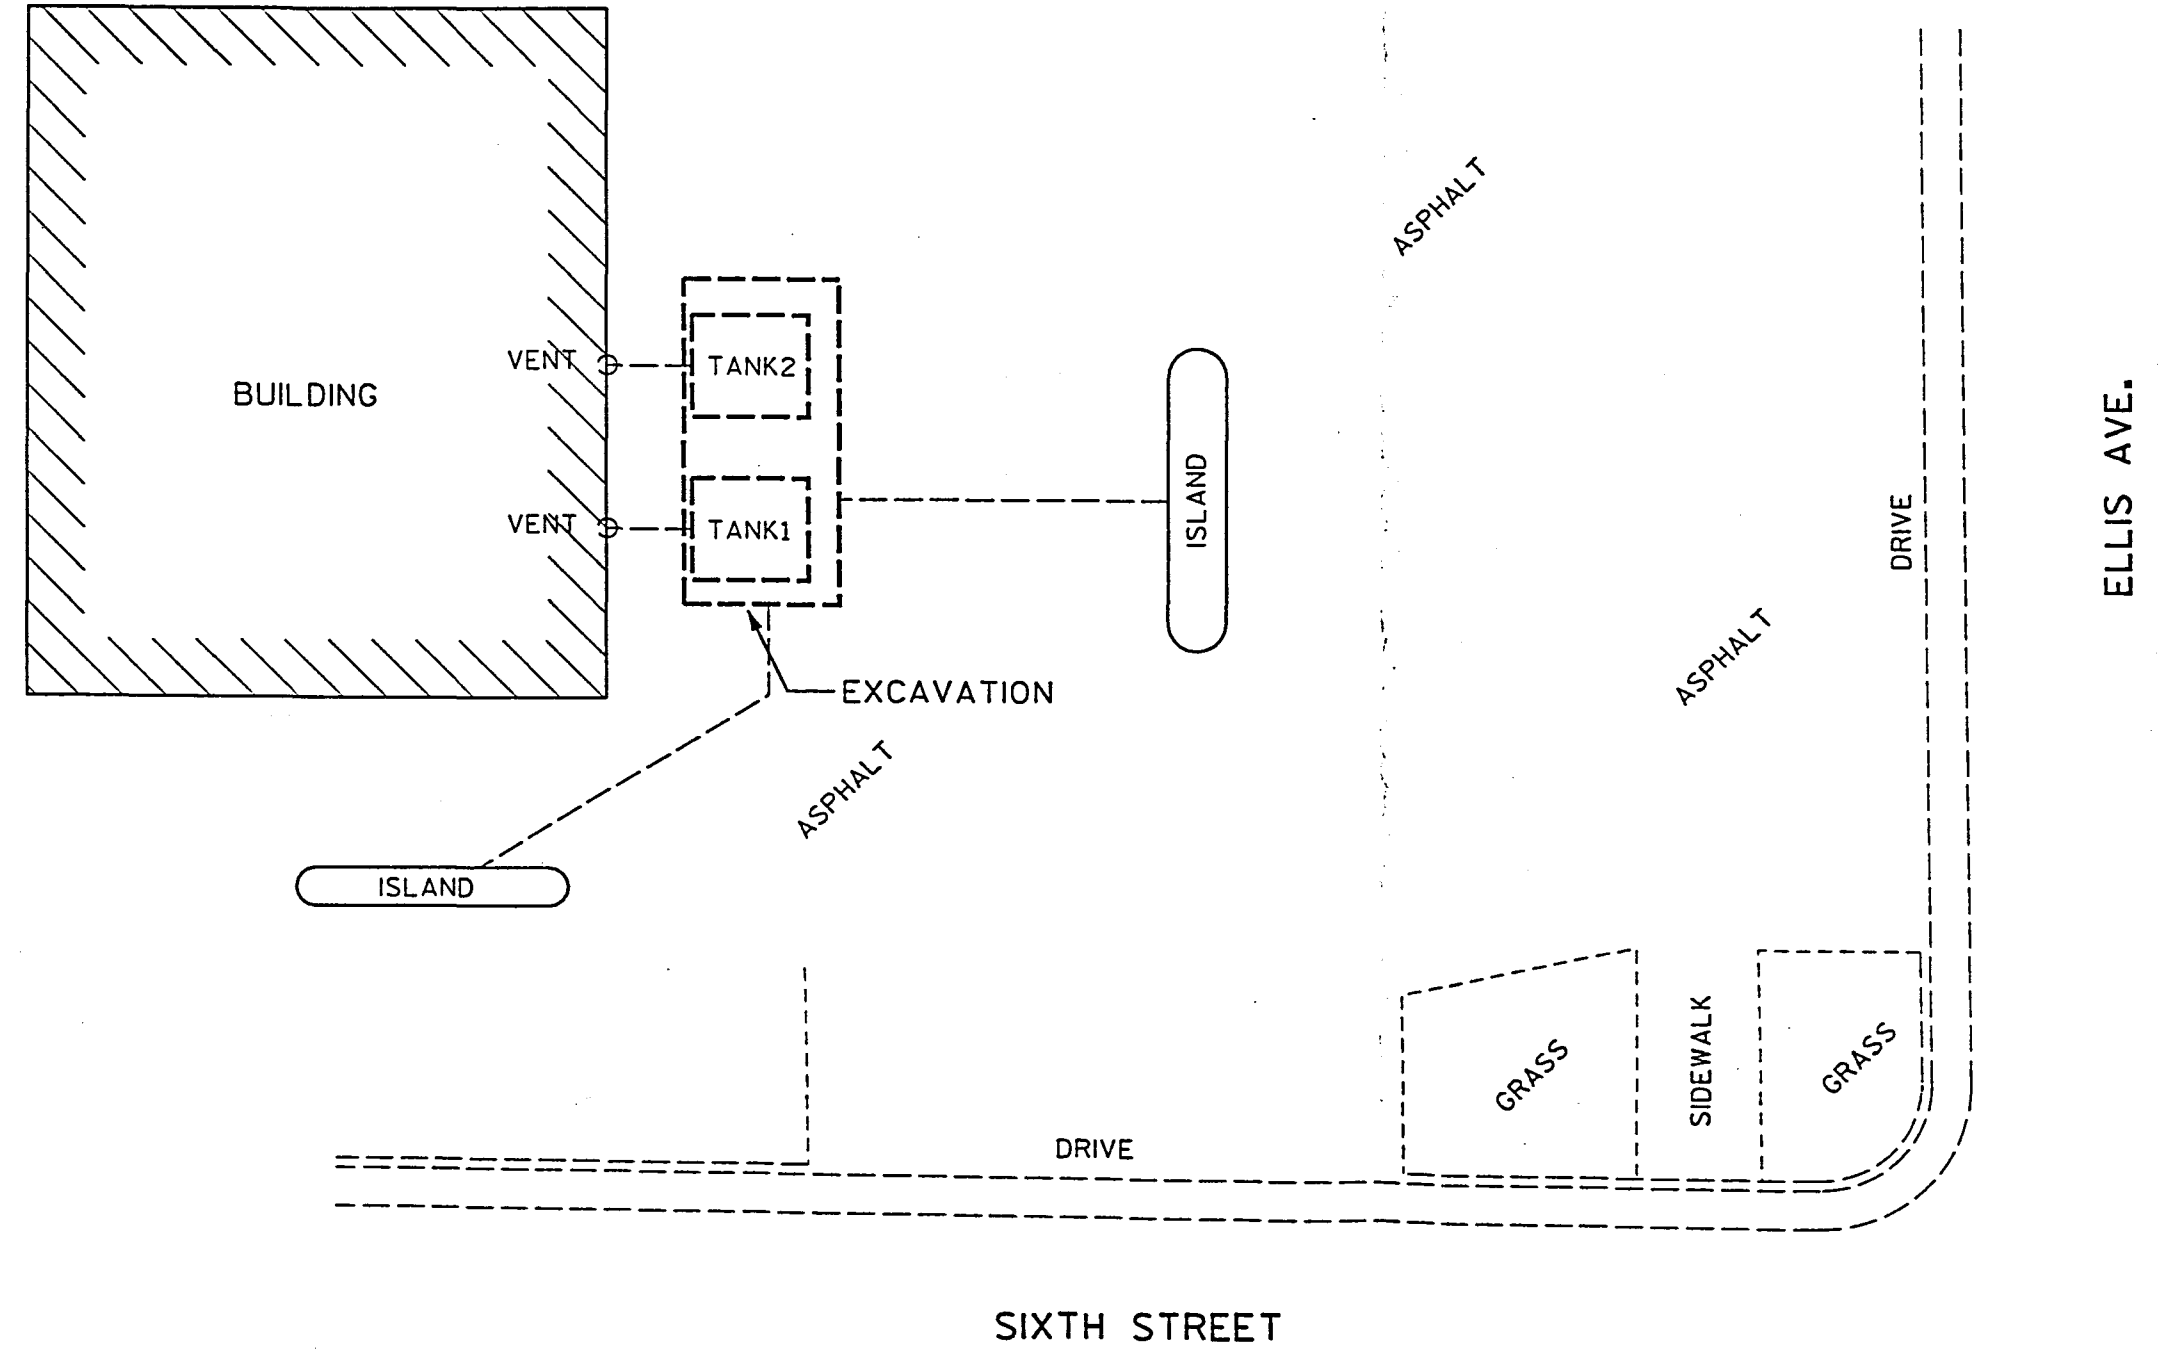 ASPHALT
VENT
TANK2
BUILDING
ISLAND
ELLIS AVE.
VENT
TANK1
DRIVE
ASPHALT
EXCAVATION
ASPHALT
ISLAND
GRASS
SIDEWALK
GRASS
DRIVE
SIXTH STREET